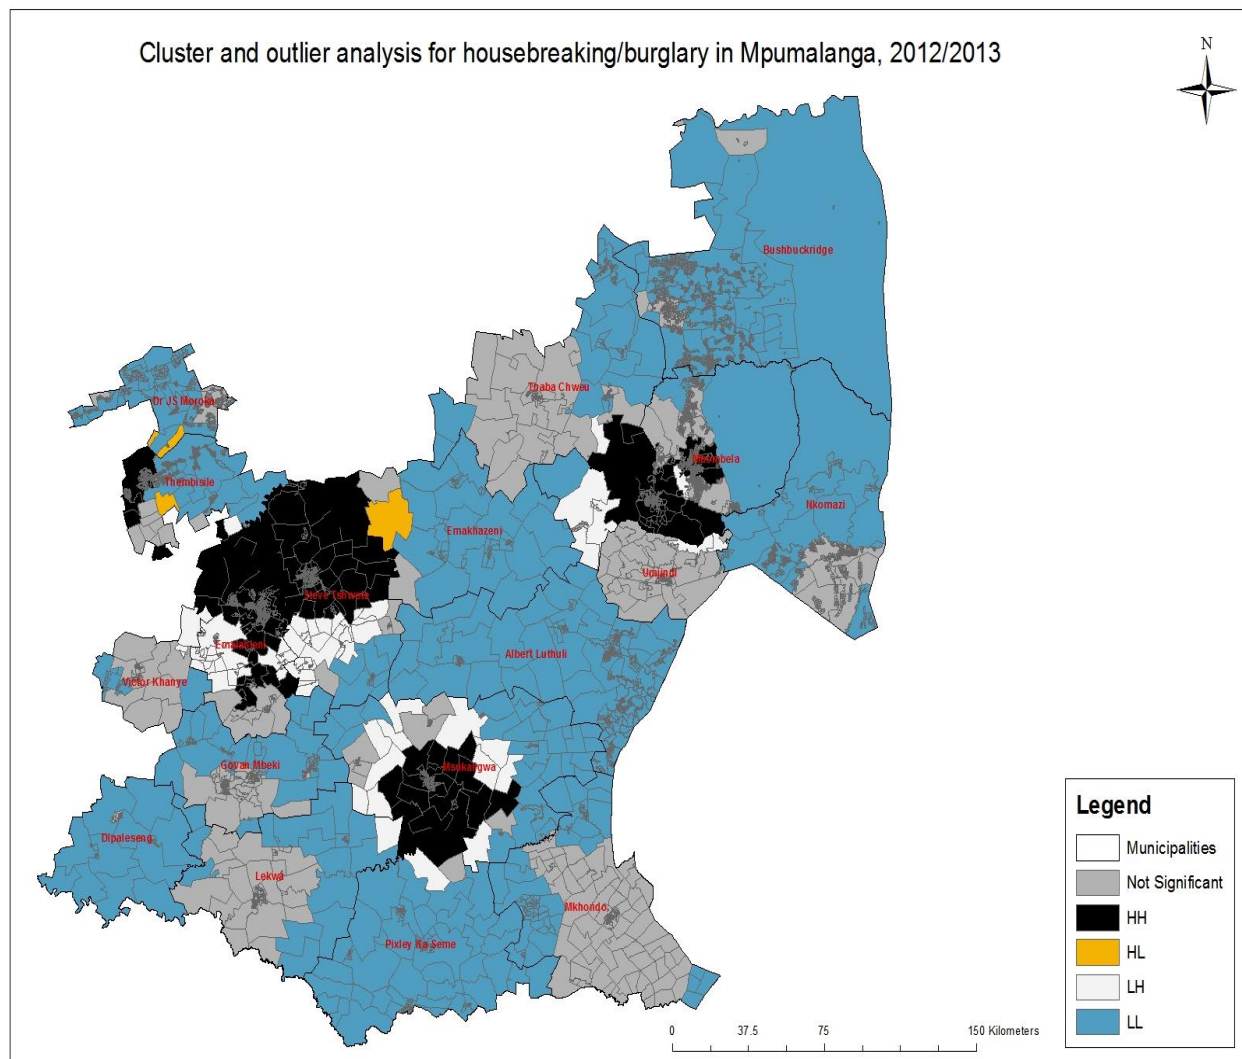 Cluster and outlier analysis for housebreaking/burglary in Mpumalanga, 2012/2013
N
Bushbuckridge
Thaba Chweu
Dr JS Moroka
Mbombela
Thembisile
Nkomazi
Emakhazeni
Umjindi
Steve Tshwete
Emalahleni
Albert Luthuli
Victor Khanye
Govan Mbeki
Msukaligwa
Dipaleseng
Lekwa
Mkhondo
Pixley Ka Seme
Legend
Municipalities
Not Significant
HH
HL
LH
LL
0 37.5 75 150 Kilometers